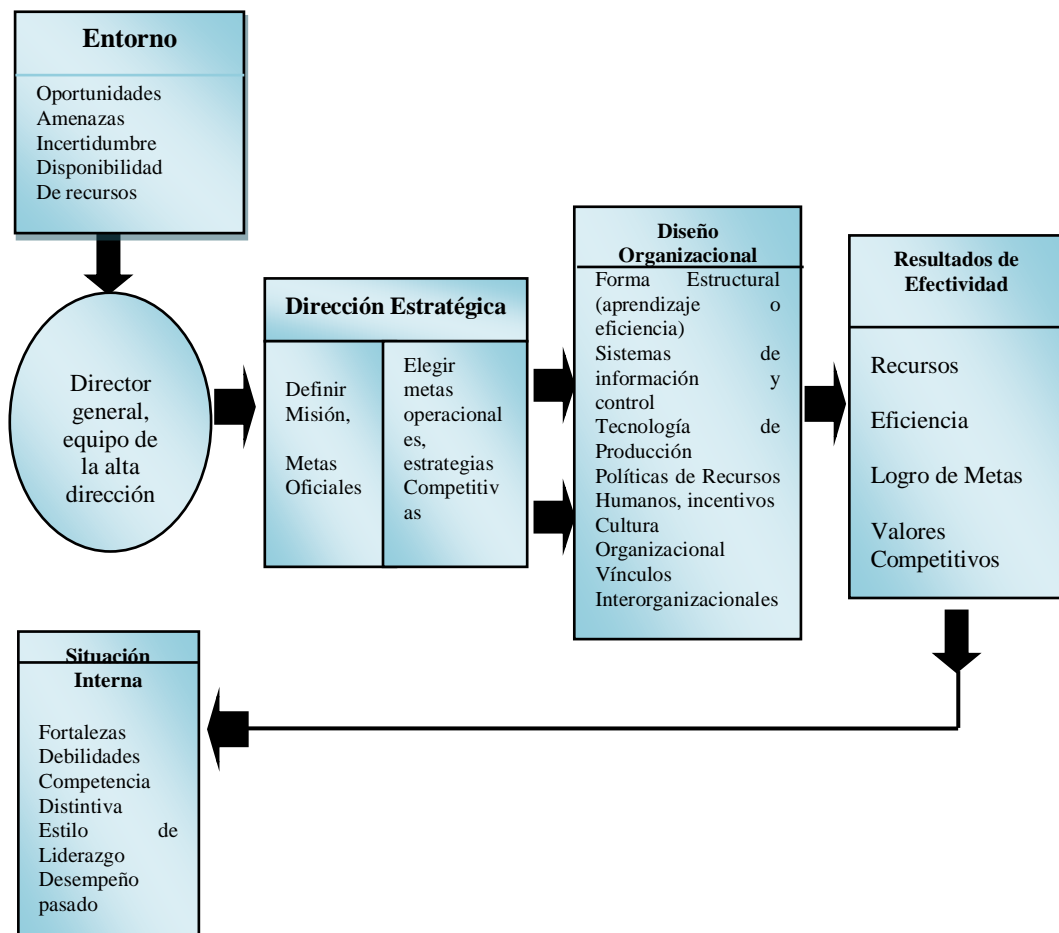 Entorno
Oportunidades
Amenazas
Incertidumbre
Disponibilidad
De recursos
Director
general,
equipo de
la alta
dirección
Dirección Estratégica
Definir
Misión,
Metas
Oficiales
Elegir
metas
operacional
es,
estrategias
Competitiv
as
Diseño
Organizacional
Forma Estructural
(aprendizaje o
eficiencia)
Sistemas de
información y
control
Tecnología de
Producción
Políticas de Recursos
Humanos, incentivos
Cultura
Organizacional
Vínculos
Interorganizacionales
Resultados de
Efectividad
Recursos
Eficiencia
Logro de Metas
Valores
Competitivos
Situación
Interna
Fortalezas
Debilidades
Competencia
Distintiva
Estilo de
Liderazgo
Desempeño
pasado